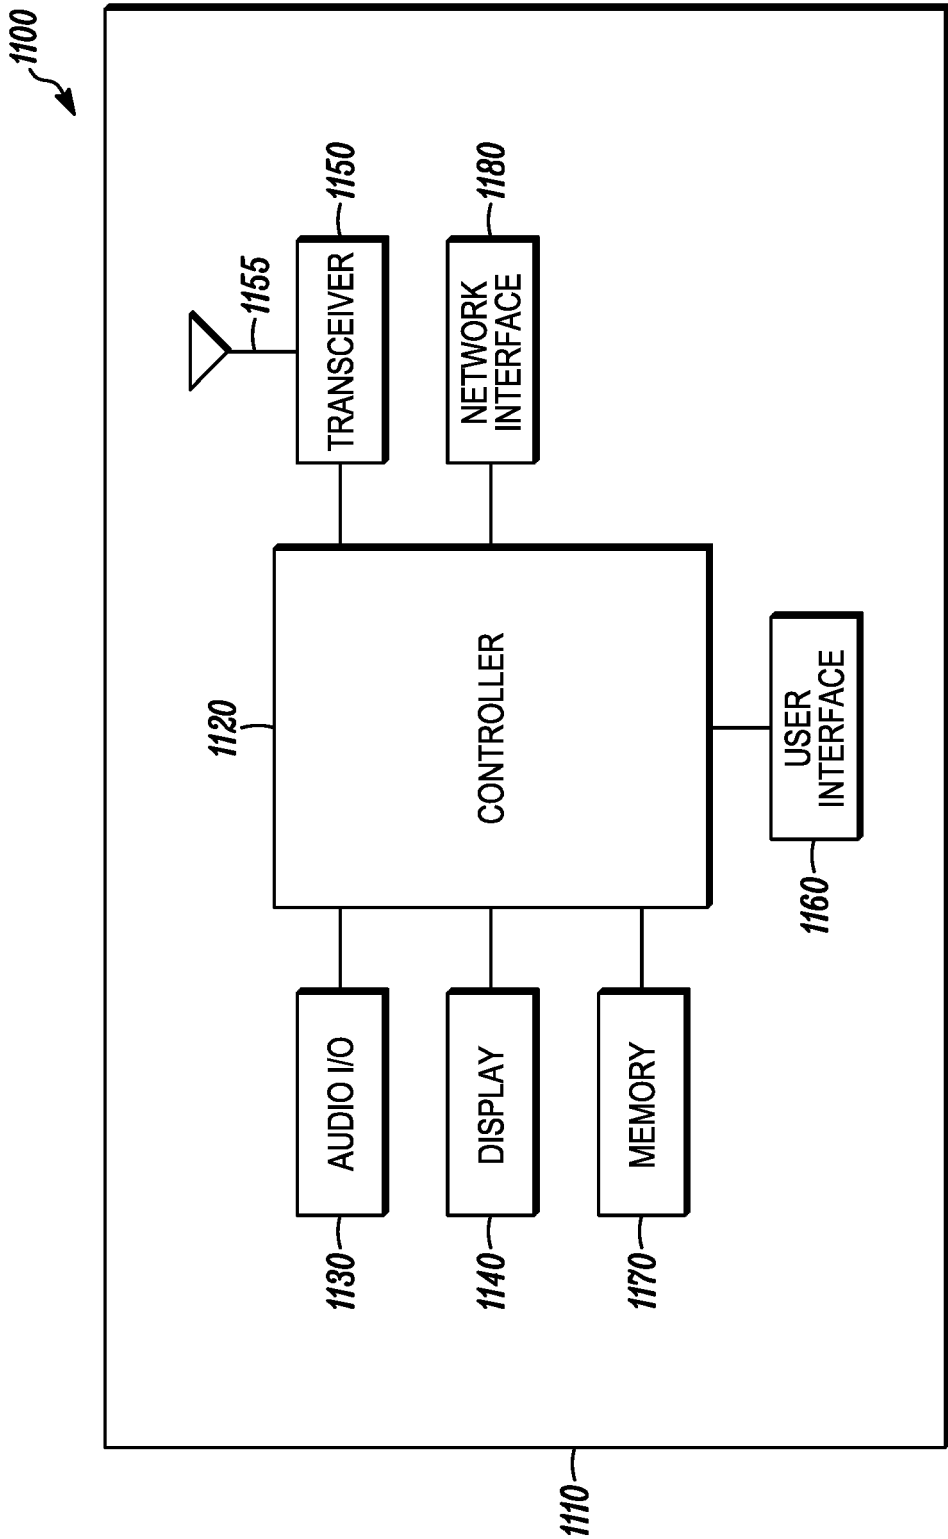 1100
1155
1150
TRANSCEIVER
1180
NETWORK
INTERFACE
1120
CONTROLLER
USER
INTERFACE
1160
AUDIO I/O
1130
DISPLAY
1140
MEMORY
1170
1110